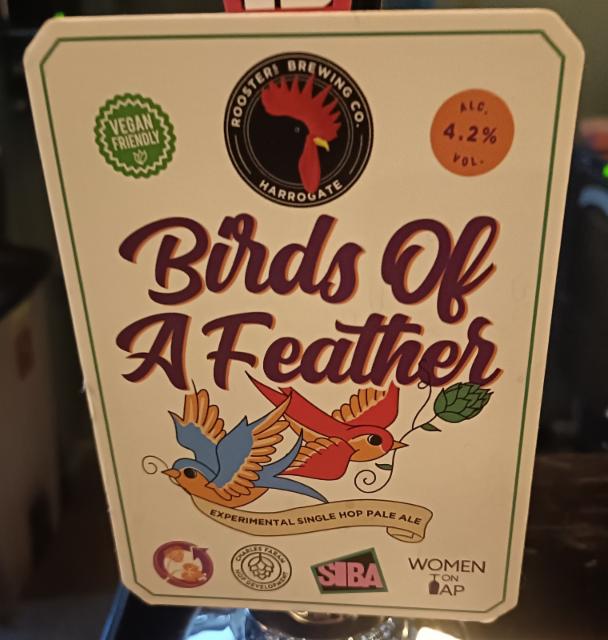 ROOSTERS BREWING CO.
HARROGATE
VEGAN
FRIENDLY
ALC.
4.2%
VOL.
Birds Of
A Feather
EXPERIMENTAL SINGLE HOP PALE ALE
CHARLES FARAM
HOP DEVELOPMENT
SIBA
WOMEN
ON
TAP